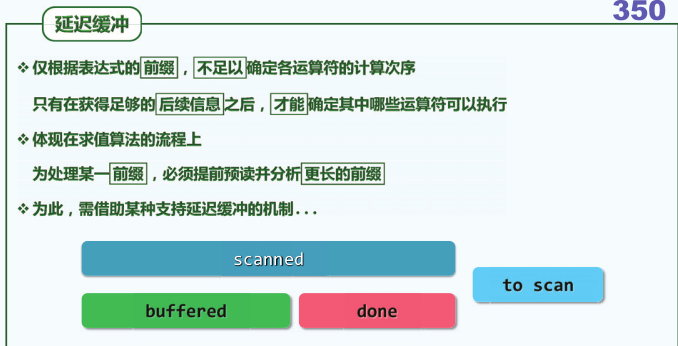 350
延迟缓冲
❖ 仅根据表达式的前缀，不足以确定各运算符的计算次序
只有在获得足够的后续信息之后，才能确定其中哪些运算符可以执行
❖ 体现在求值算法的流程上
为处理某一前缀，必须提前预读并分析更长的前缀
❖ 为此，需借助某种支持延迟缓冲的机制...
scanned
to scan
buffered
done